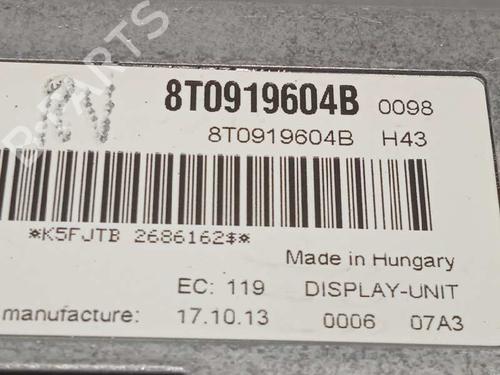 8T0919604B 0098
8T0919604B H43
*K5FJTB 2686162$*
Made in Hungary
EC: 119 DISPLAY-UNIT
manufacture: 17.10.13 0006 07A3